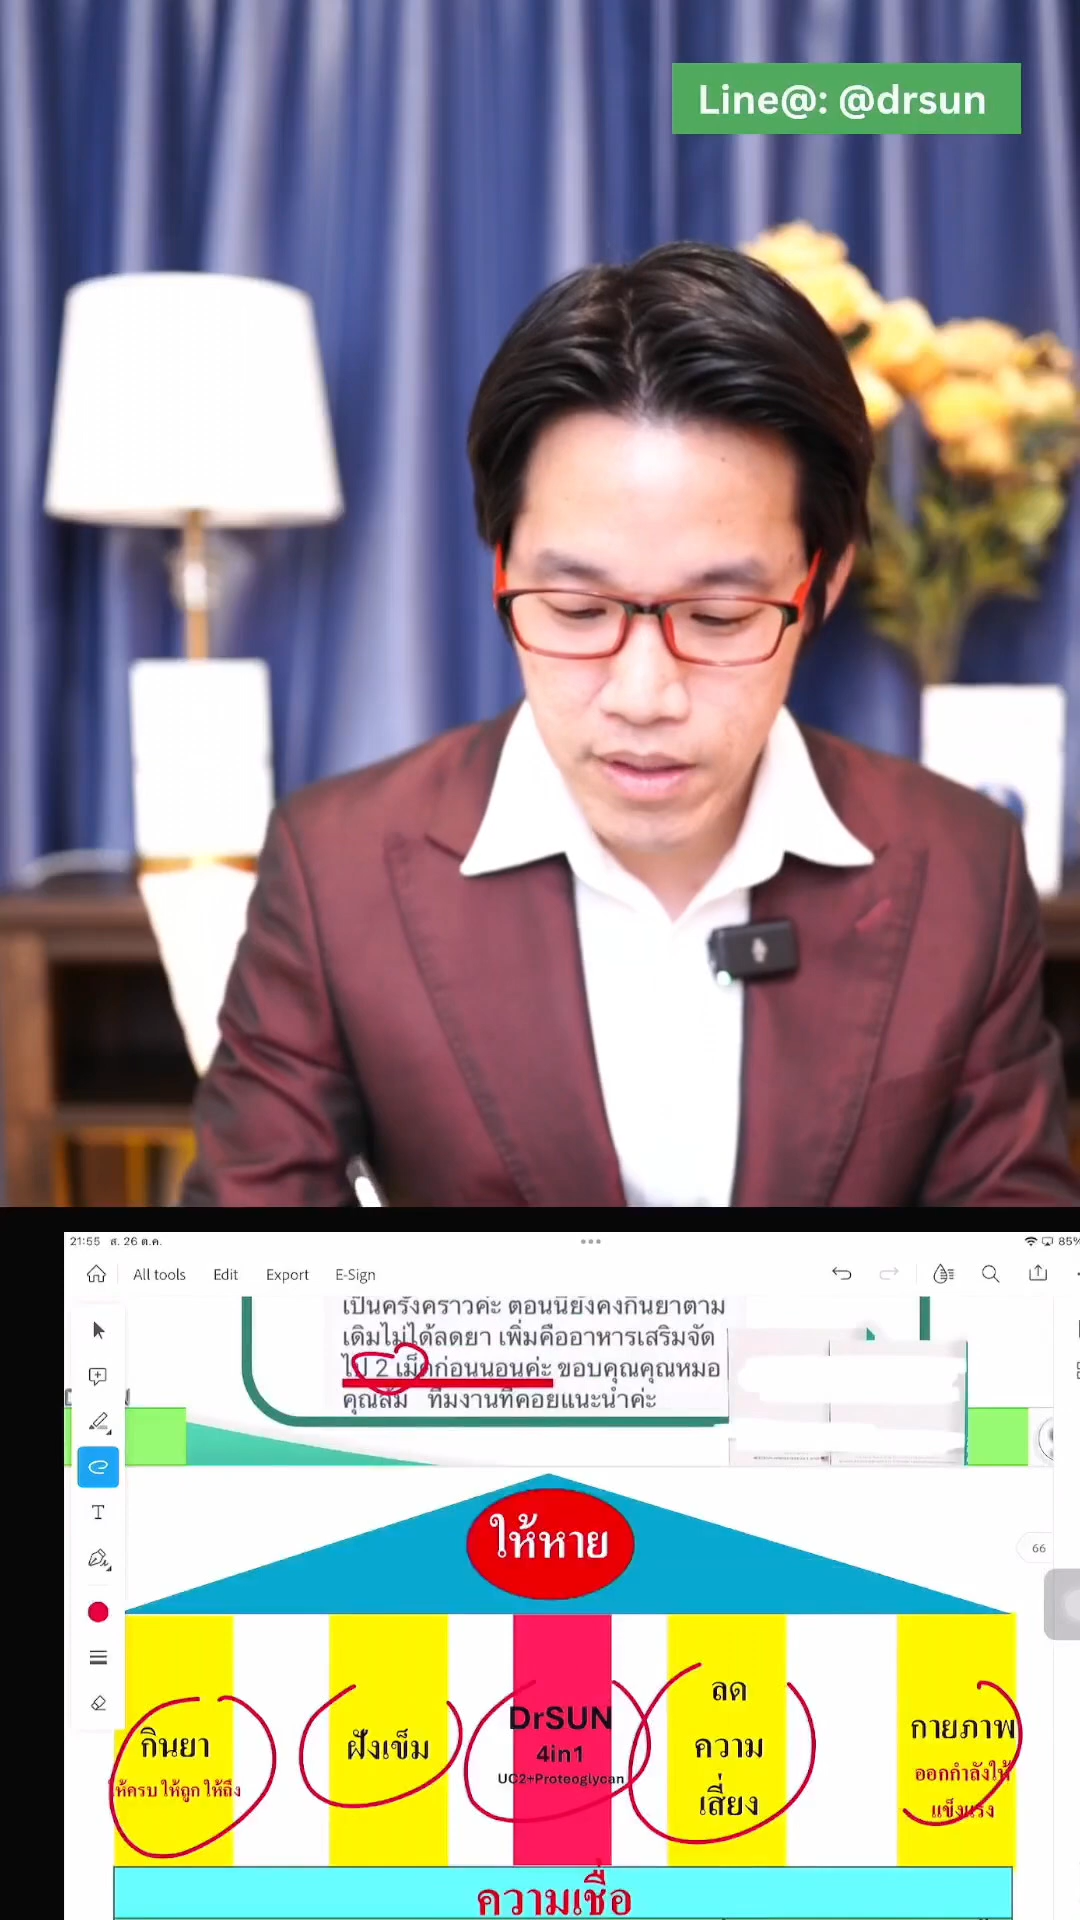 Line@: @drsun
21:55 ส. 26 ต.ค.
85%
All tools Edit Export E-Sign
เป็นครั้งคราวค่ะ ตอนนี้ยังคงกินยาตาม
เดิมไม่ได้ลดยา เพิ่มคืออาหารเสริมจัด
ไป 2 เม็ดก่อนนอนค่ะ ขอบคุณคุณหมอ
คุณส้ม ทีมงานที่คอยแนะนำค่ะ
ให้หาย
66
กินยา
ให้ครบ ให้ถูก ให้ถึง
ฝังเข็ม
DrSUN
4in1
UC2+Proteoglycan
ลด
ความ
เสี่ยง
กายภาพ
ออกกำลังให้
แข็งแรง
ความเชื่อ